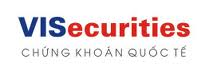 VISecurities
CHỨNG KHOÁN QUỐC TẾ